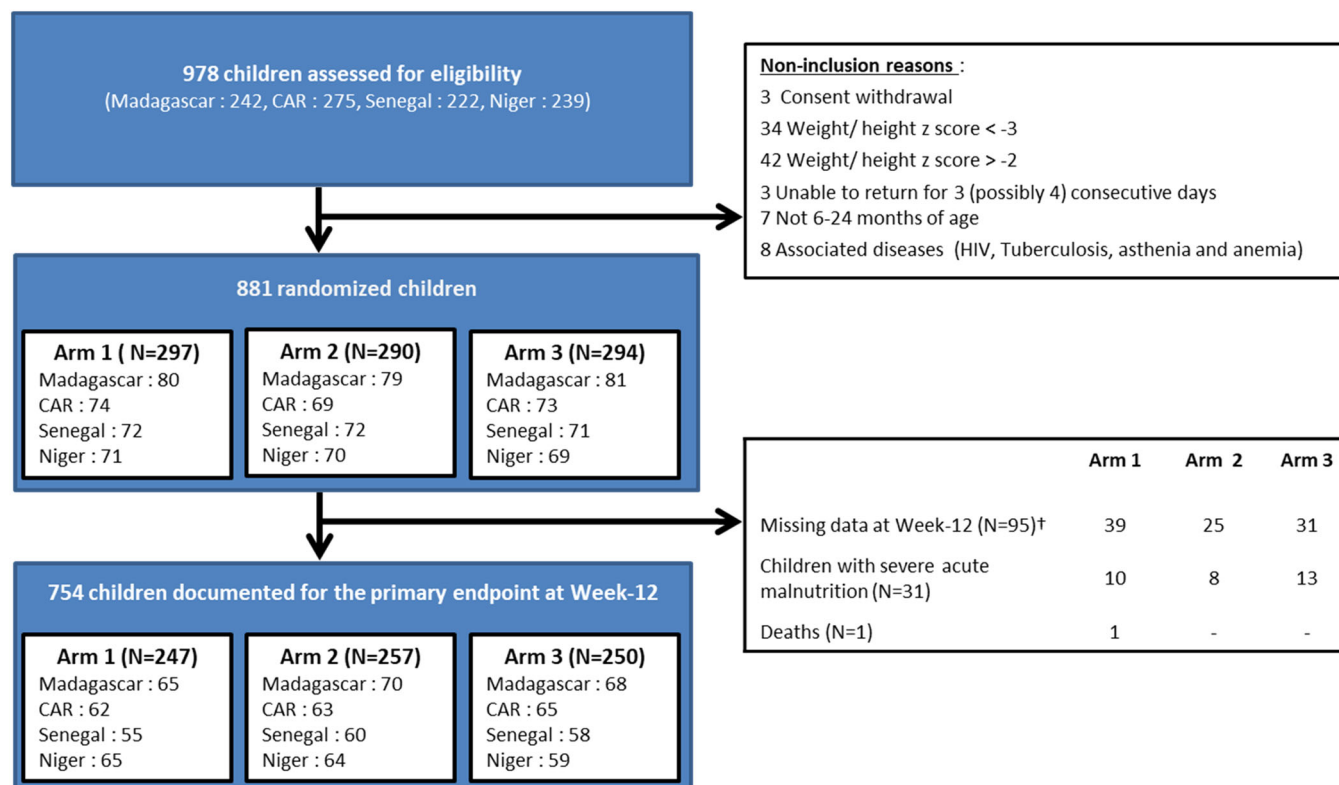 978 children assessed for eligibility
(Madagascar : 242, CAR : 275, Senegal : 222, Niger : 239)
Non-inclusion reasons :
3 Consent withdrawal
34 Weight/ height z score < -3
42 Weight/ height z score > -2
3 Unable to return for 3 (possibly 4) consecutive days
7 Not 6-24 months of age
8 Associated diseases (HIV, Tuberculosis, asthenia and anemia)
881 randomized children
Arm 1 ( N=297)
Madagascar : 80
CAR : 74
Senegal : 72
Niger : 71
Arm 2 (N=290)
Madagascar : 79
CAR : 69
Senegal : 72
Niger : 70
Arm 3 (N=294)
Madagascar : 81
CAR : 73
Senegal : 71
Niger : 69
Arm 1 Arm 2 Arm 3
Missing data at Week-12 (N=95)† 39 25 31
Children with severe acute
malnutrition (N=31) 10 8 13
Deaths (N=1) 1 - -
754 children documented for the primary endpoint at Week-12
Arm 1 (N=247)
Madagascar : 65
CAR : 62
Senegal : 55
Niger : 65
Arm 2 (N=257)
Madagascar : 70
CAR : 63
Senegal : 60
Niger : 64
Arm 3 (N=250)
Madagascar : 68
CAR : 65
Senegal : 58
Niger : 59